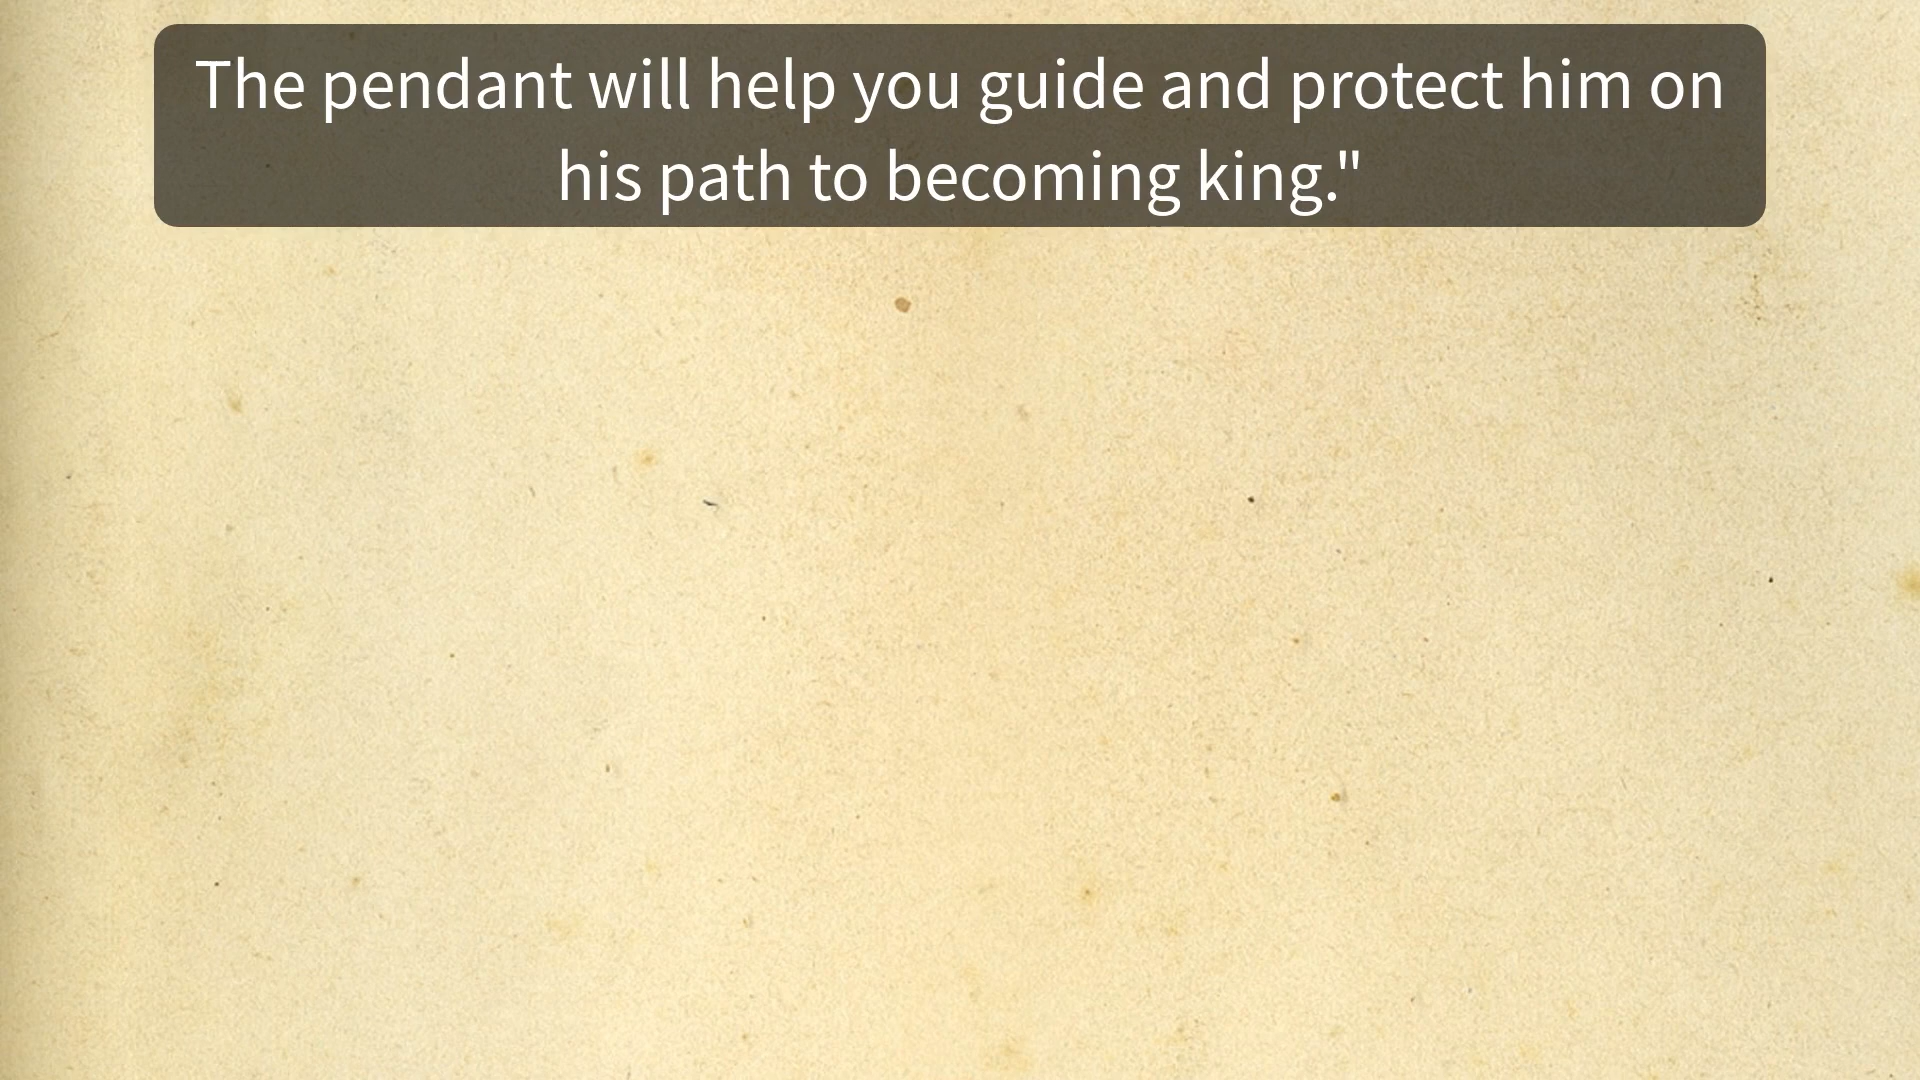 The pendant will help you guide and protect him on
his path to becoming king."